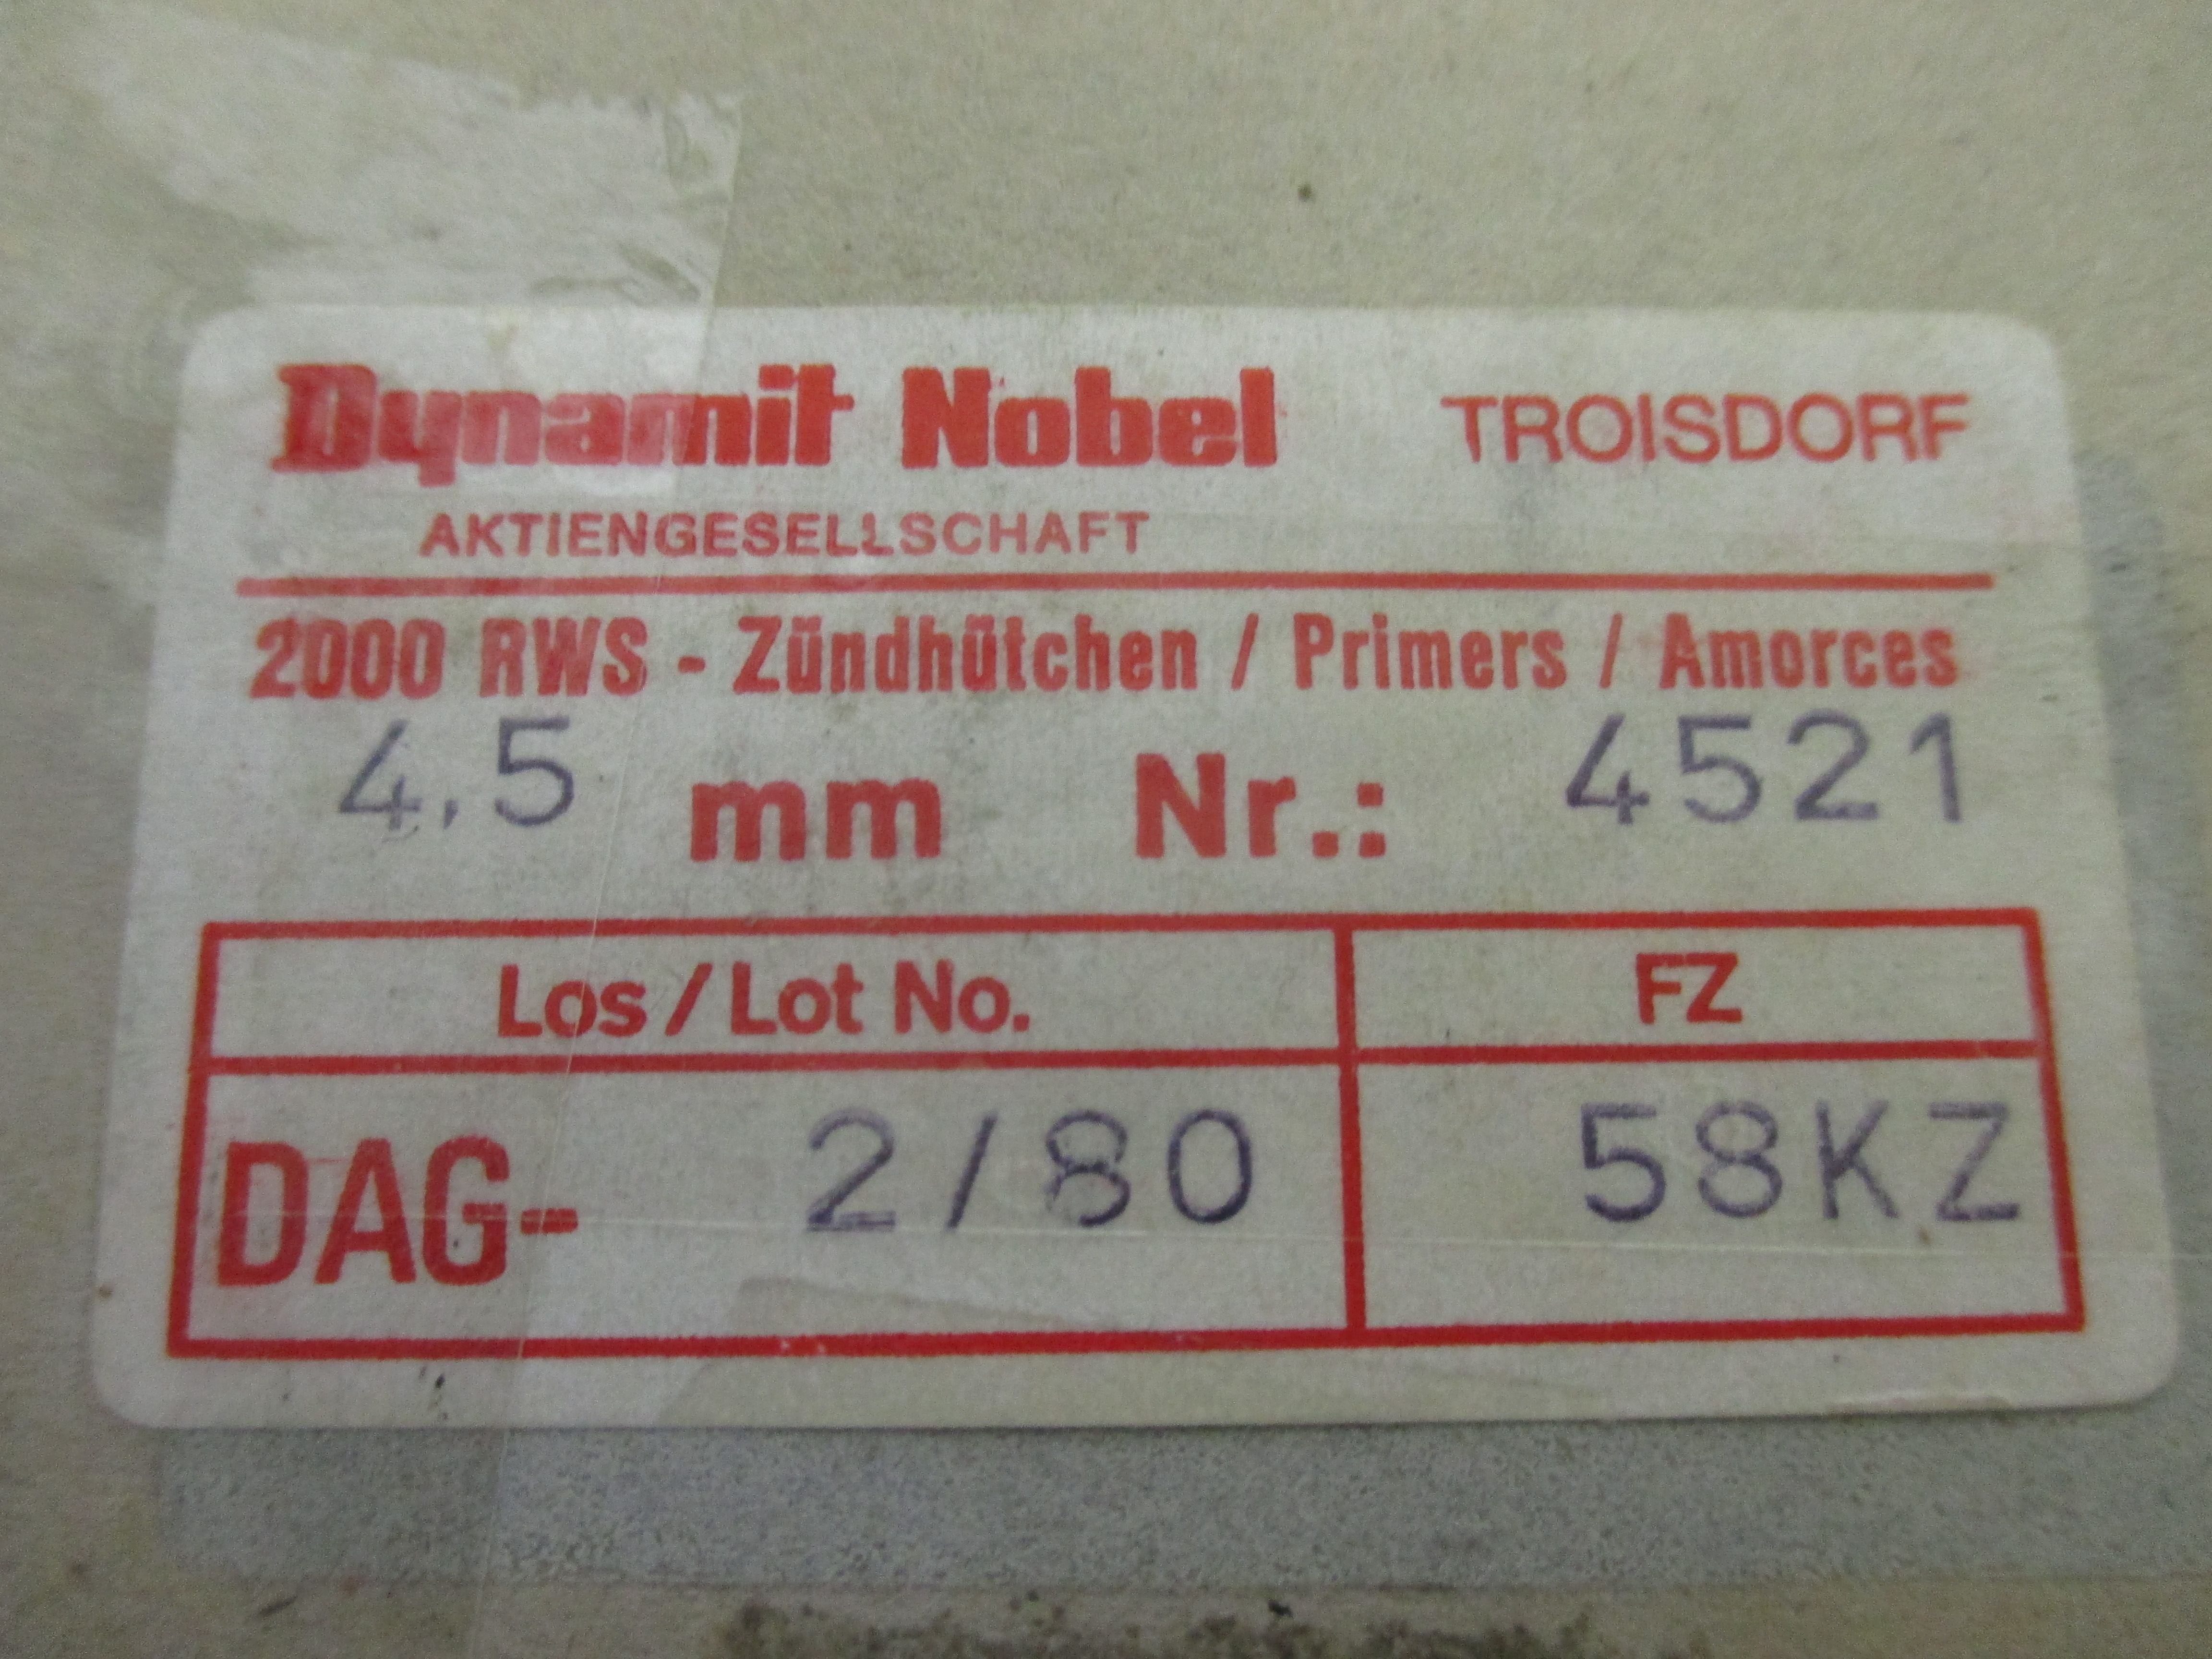 Dynamit Nobel TROISDORF
AKTIENGESELLSCHAFT
2000 RWS - Zündhütchen / Primers / Amorces
4.5 mm Nr.: 4521
Los / Lot No. FZ
DAG- 2/80 58KZ